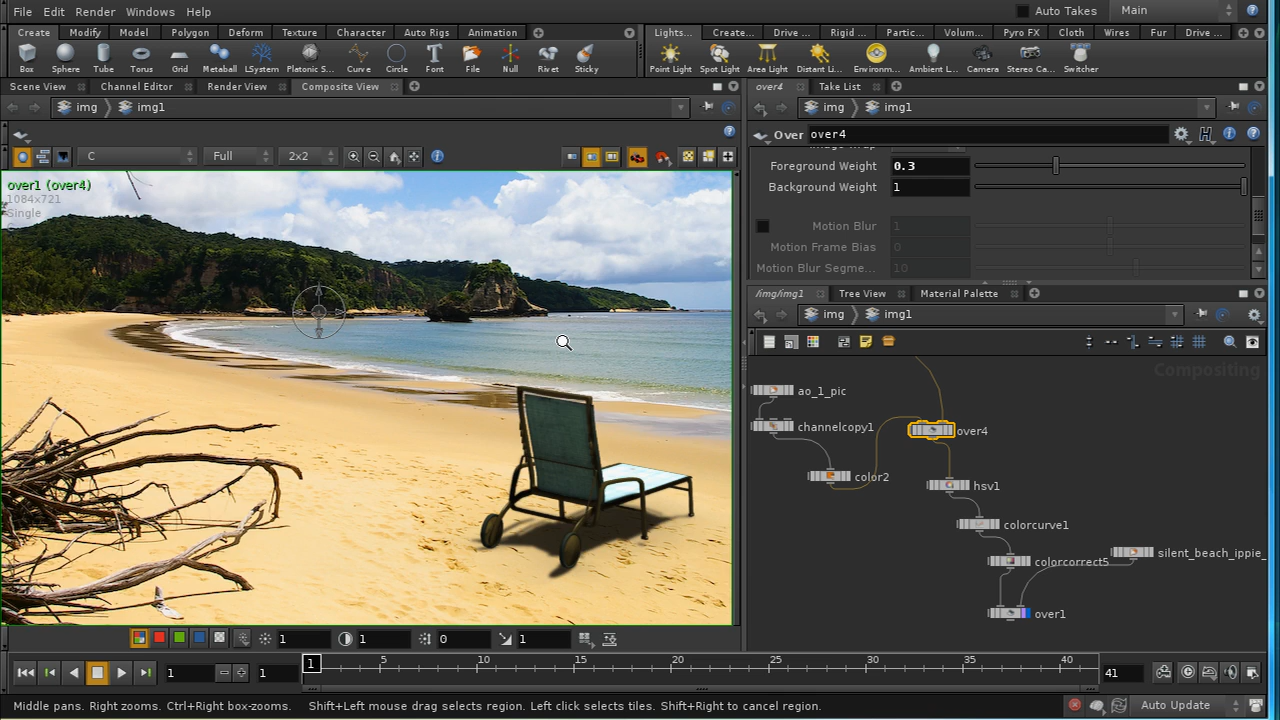 File Edit Render Windows Help
Auto Takes Main
Create Modify Model Polygon Deform Texture Character Auto Rigs Animation
Lights... Create... Drive ... Rigid ... Partic... Volum... Pyro FX Cloth Wires Fur Drive ...
Box Sphere Tube Torus Grid Metaball LSystem Platonic S... Curve Circle Font File Null Rivet Sticky
Point Light Spot Light Area Light Distant Li... Environm... Ambient L... Camera Stereo Ca... Switcher
Scene View Channel Editor Render View Composite View
over4 Take List
img img1
img img1
Over over4
C Full 2x2
Foreground Weight 0.3
Background Weight 1
Motion Blur 1
Motion Frame Bias 0
Motion Blur Segme... 10
over1 (over4)
1084x721
Single
/img/img1 Tree View Material Palette
img img1
Compositing
ao_1_pic
channelcopy1
over4
color2
hsv1
colorcurve1
silent_beach_ippie_
colorcorrect5
over1
1 1 0 1
1 1 1 5 10 15 20 25 30 35 40 41
Middle pans. Right zooms. Ctrl+Right box-zooms. Shift+Left mouse drag selects region. Left click selects tiles. Shift+Right to cancel region.
Auto Update